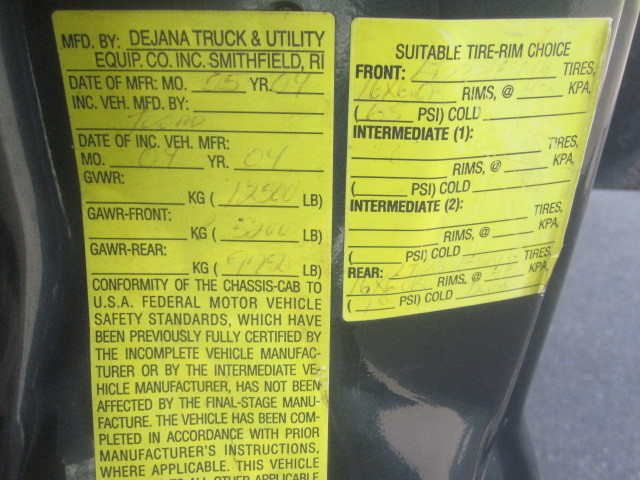 MFD. BY: DEJANA TRUCK & UTILITY
EQUIP. CO. INC. SMITHFIELD, RI
DATE OF MFR: MO. 05 YR. 04
INC. VEH. MFD. BY:
DATE OF INC. VEH. MFR:
MO. 04 YR. 04
GVWR:
KG ( 12500 LB)
GAWR-FRONT:
KG ( 5200 LB)
GAWR-REAR:
KG ( LB)
CONFORMITY OF THE CHASSIS-CAB TO
U.S.A. FEDERAL MOTOR VEHICLE
SAFETY STANDARDS, WHICH HAVE
BEEN PREVIOUSLY FULLY CERTIFIED BY
THE INCOMPLETE VEHICLE MANUFAC-
TURER OR BY THE INTERMEDIATE VE-
HICLE MANUFACTURER, HAS NOT BEEN
AFFECTED BY THE FINAL-STAGE MANU-
FACTURE. THE VEHICLE HAS BEEN COM-
PLETED IN ACCORDANCE WITH PRIOR
MANUFACTURER'S INSTRUCTIONS,
WHERE APPLICABLE. THIS VEHICLE
SUITABLE TIRE-RIM CHOICE
FRONT: TIRES,
RIMS, @ KPA,
( 65 PSI) COLD
INTERMEDIATE (1):
TIRES,
RIMS, @ KPA,
( PSI) COLD
INTERMEDIATE (2):
TIRES,
RIMS, @ KPA,
( PSI) COLD
REAR: TIRES,
RIMS, @ KPA,
( PSI) COLD